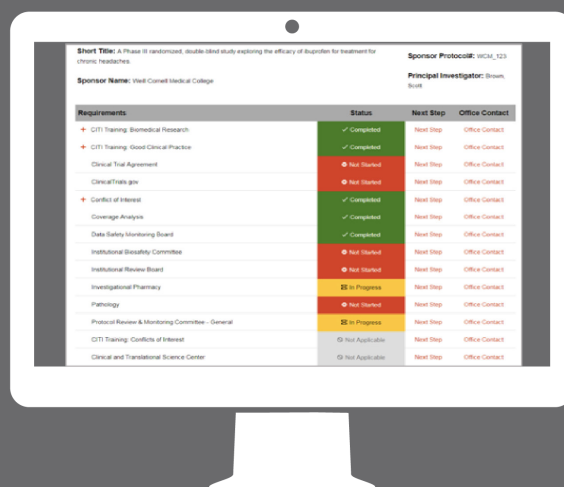 Short Title: A Phase III randomized, double-blind study exploring the efficacy of ibuprofen for treatment for
chronic headaches.
Sponsor Protocol#: WCM_123
Sponsor Name: Weill Cornell Medical College
Principal Investigator: Brown,
Scott
Requirements Status Next Step Office Contact
+ CITI Training: Biomedical Research ✓ Completed Next Step Office Contact
+ CITI Training: Good Clinical Practice ✓ Completed Next Step Office Contact
Clinical Trial Agreement Not Started Next Step Office Contact
ClinicalTrials.gov Not Started Next Step Office Contact
+ Conflict of Interest ✓ Completed Next Step Office Contact
Coverage Analysis ✓ Completed Next Step Office Contact
Data Safety Monitoring Board ✓ Completed Next Step Office Contact
Institutional Biosafety Committee Not Started Next Step Office Contact
Institutional Review Board Not Started Next Step Office Contact
Investigational Pharmacy In Progress Next Step Office Contact
Pathology Not Started Next Step Office Contact
Protocol Review & Monitoring Committee - General In Progress Next Step Office Contact
CITI Training: Conflicts of Interest Not Applicable Next Step Office Contact
Clinical and Translational Science Center Not Applicable Next Step Office Contact